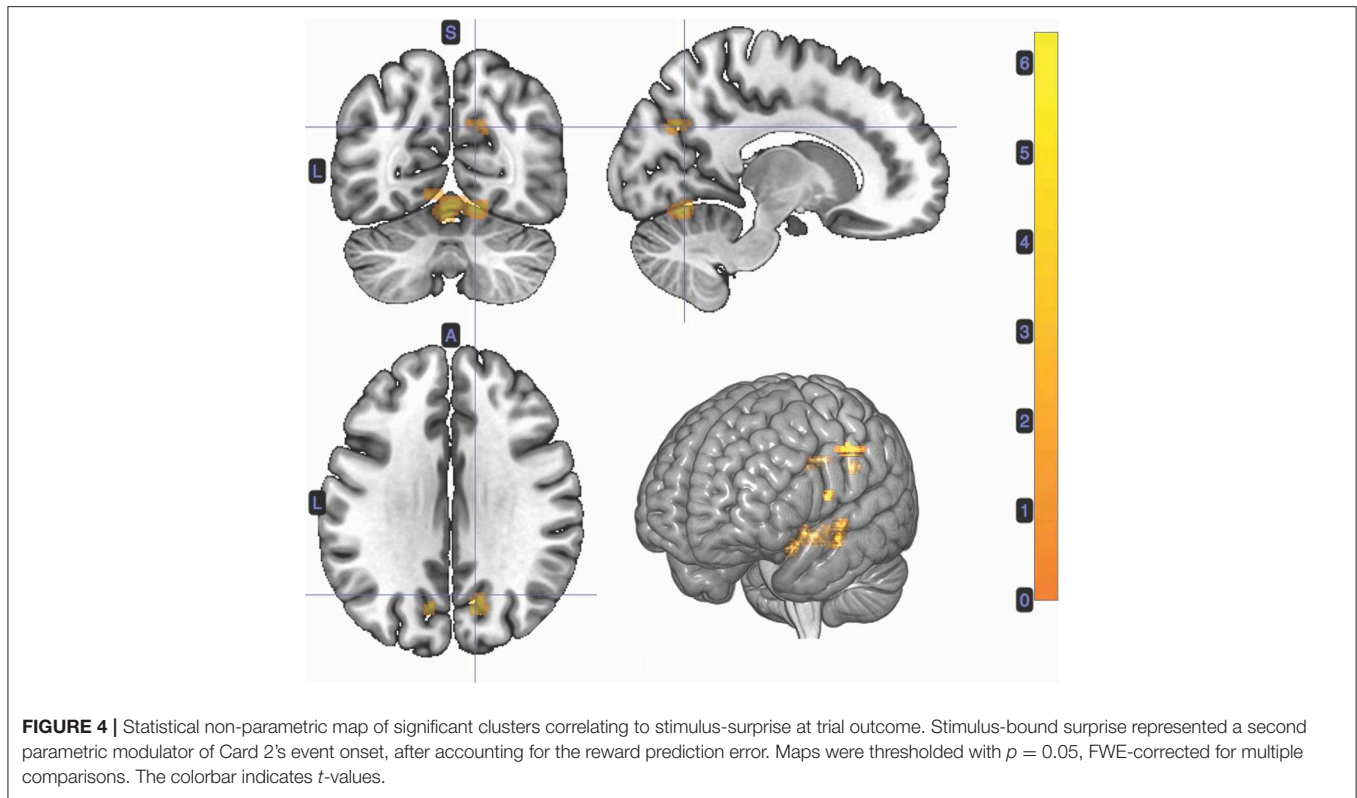 S
L
A
L
6
5
4
3
2
1
0
FIGURE 4 | Statistical non-parametric map of significant clusters correlating to stimulus-surprise at trial outcome. Stimulus-bound surprise represented a second
parametric modulator of Card 2's event onset, after accounting for the reward prediction error. Maps were thresholded with p = 0.05, FWE-corrected for multiple
comparisons. The colorbar indicates t-values.